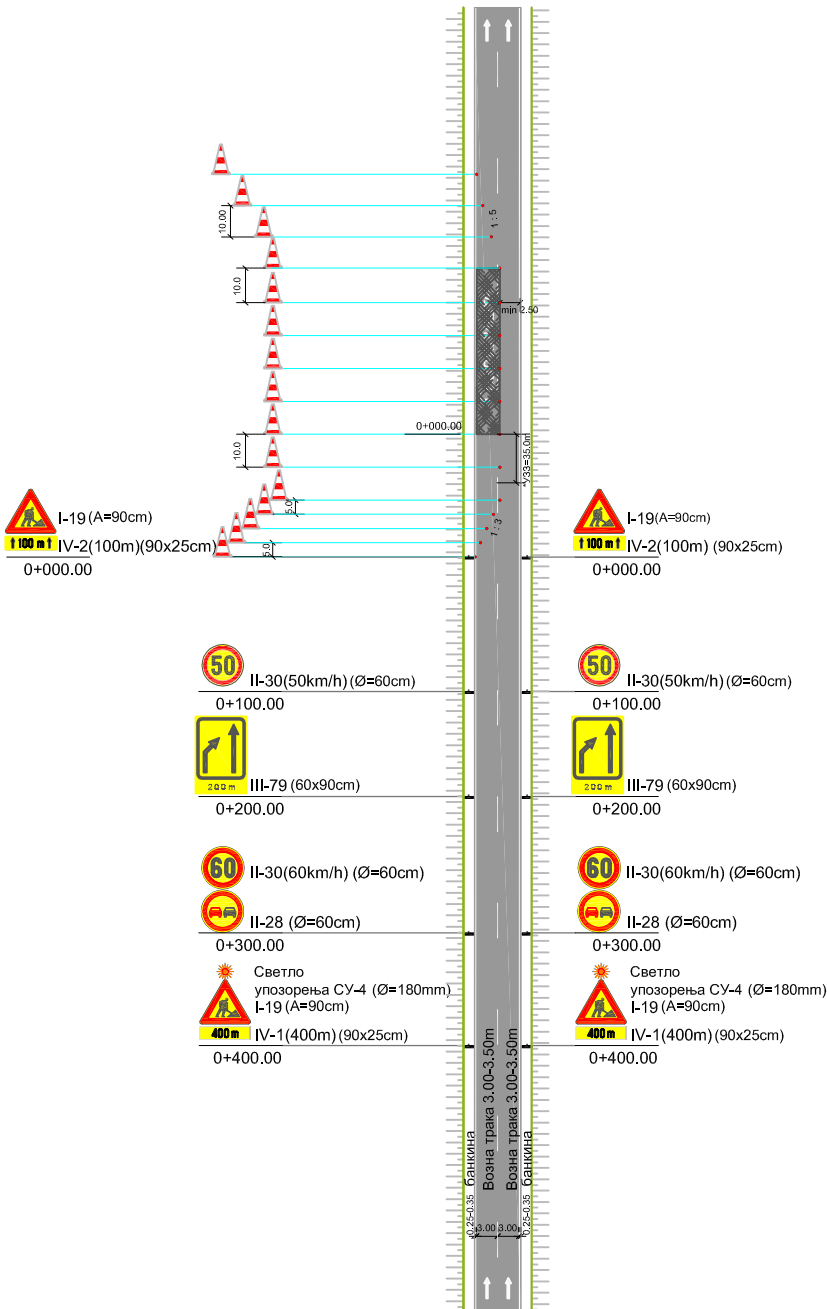 1 : 5
10.00
10.0
min 2.50
0+000.00
10.0
УЗЗ=35.0m
5.0
1 : 3
5.0
I-19 (A=90cm)
100 m
IV-2(100m)(90x25cm)
0+000.00
I-19 (A=90cm)
100 m
IV-2(100m) (90x25cm)
0+000.00
50
II-30(50km/h) (Ø=60cm)
0+100.00
50
II-30(50km/h) (Ø=60cm)
0+100.00
200 m
III-79 (60x90cm)
0+200.00
200 m
III-79 (60x90cm)
0+200.00
60
II-30(60km/h) (Ø=60cm)
II-28 (Ø=60cm)
0+300.00
60
II-30(60km/h) (Ø=60cm)
II-28 (Ø=60cm)
0+300.00
Светло
упозорења СУ-4 (Ø=180mm)
I-19 (A=90cm)
400 m
IV-1(400m) (90x25cm)
0+400.00
Светло
упозорења СУ-4 (Ø=180mm)
I-19 (A=90cm)
400 m
IV-1(400m) (90x25cm)
0+400.00
0.25-0.35
банкина
Возна трака 3.00-3.50m
Возна трака 3.00-3.50m
0.25-0.35
банкина
3.00
3.00